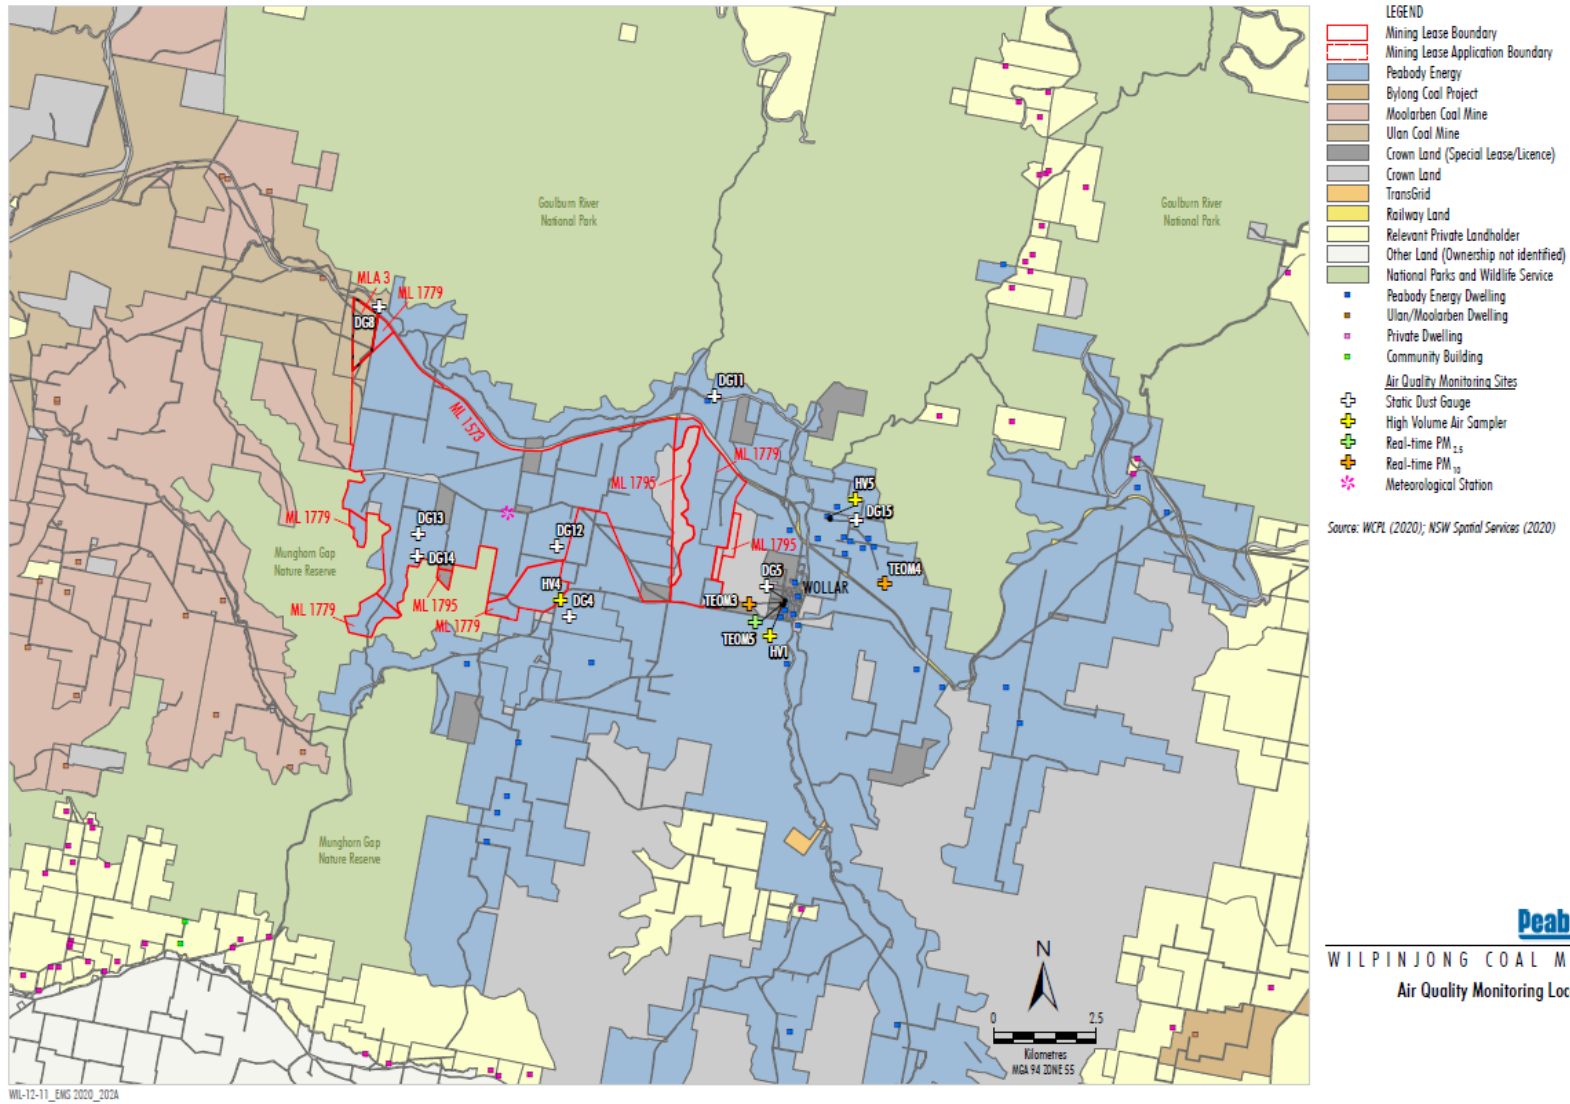 LEGEND
Mining Lease Boundary
Mining Lease Application Boundary
Peabody Energy
Bylong Coal Project
Moolarben Coal Mine
Ulan Coal Mine
Crown Land (Special Lease/Licence)
Crown Land
TransGrid
Railway Land
Relevant Private Landholder
Other Land (Ownership not identified)
National Parks and Wildlife Service
Peabody Energy Dwelling
Ulan/Moolarben Dwelling
Private Dwelling
Community Building
Air Quality Monitoring Sites
Static Dust Gauge
High Volume Air Sampler
Real-time PM2.5
Real-time PM10
Meteorological Station
Source: WCPL (2020); NSW Spatial Services (2020)
Goulburn River
National Park
Goulburn River
National Park
MLA 3
ML 1779
DG8
DG11
ML 1573
ML 1779
ML 1795
HV5
DG15
ML 1779
DG13
DG12
ML 1795
Munghorn Gap
Nature Reserve
DG14
TEOM4
DG5
WOLLAR
HV4
DG4
TEOM3
ML 1779
ML 1795
ML 1779
TEOM5
HV1
Munghorn Gap
Nature Reserve
N
0 2.5
Kilometres
MGA 94 ZONE 55
Peab
WILPINJONG COAL M
Air Quality Monitoring Loc
WIL-12-11_EMS 2020_202A